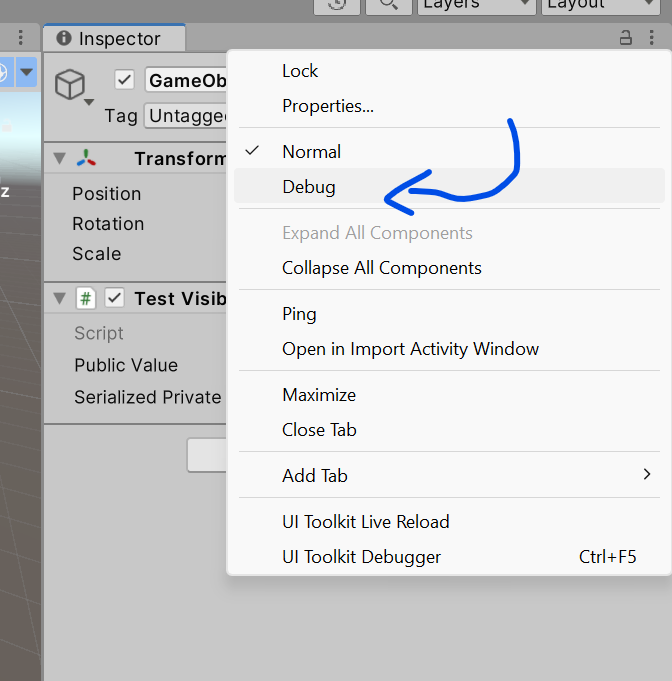 Layers
Layout
Inspector
GameOb
Tag Untagged
Transform
Position
Rotation
Scale
Test Visib
Script
Public Value
Serialized Private
z
Lock
Properties...
Normal
Debug
Expand All Components
Collapse All Components
Ping
Open in Import Activity Window
Maximize
Close Tab
Add Tab
UI Toolkit Live Reload
UI Toolkit Debugger Ctrl+F5